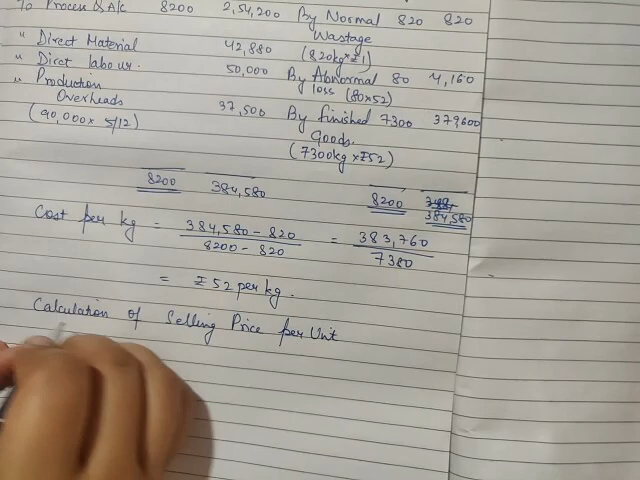 To Process A/c 8200 2,54,200 By Normal 820 820
Wastage
(820kg×₹1)
" Direct Material 42,880
" Dirct labour. 50,000 By Abnormal 80 4,160
loss (80×52)
" Production
Overheads 37,500 By finished 7300 379,600
(90,000× 5/12) Goods.
(7300kg×₹52)
8200 384,580 8200 384,580
Cost per kg = 384,580 - 820 = 383,760
8200 - 820 7380
= ₹52 per kg.
Calculation of Selling Price per Unit